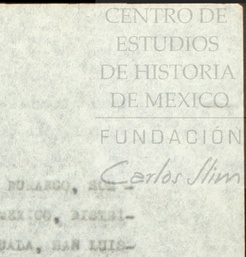 CENTRO DE
ESTUDIOS
DE HISTORIA
DE MEXICO
FUNDACIÓN
Carlos Slim
DURANGO,
MEXICO, DISTRI-
SAN LUIS-